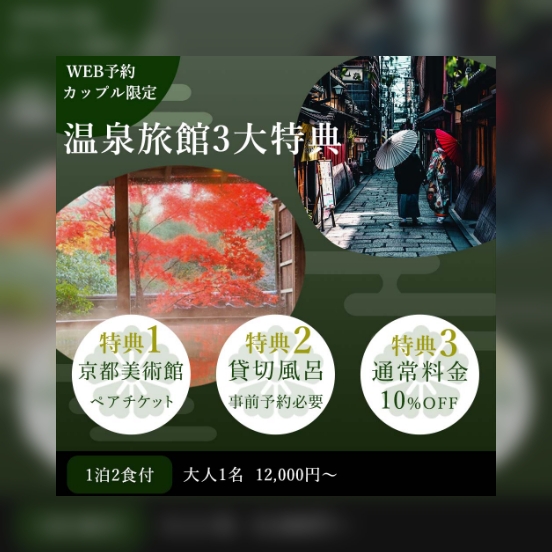 WEB予約
カップル限定
温泉旅館3大特典
特典1
京都美術館
ペアチケット
特典2
貸切風呂
事前予約必要
特典3
通常料金
10%OFF
1泊2食付
大人1名 12,000円～